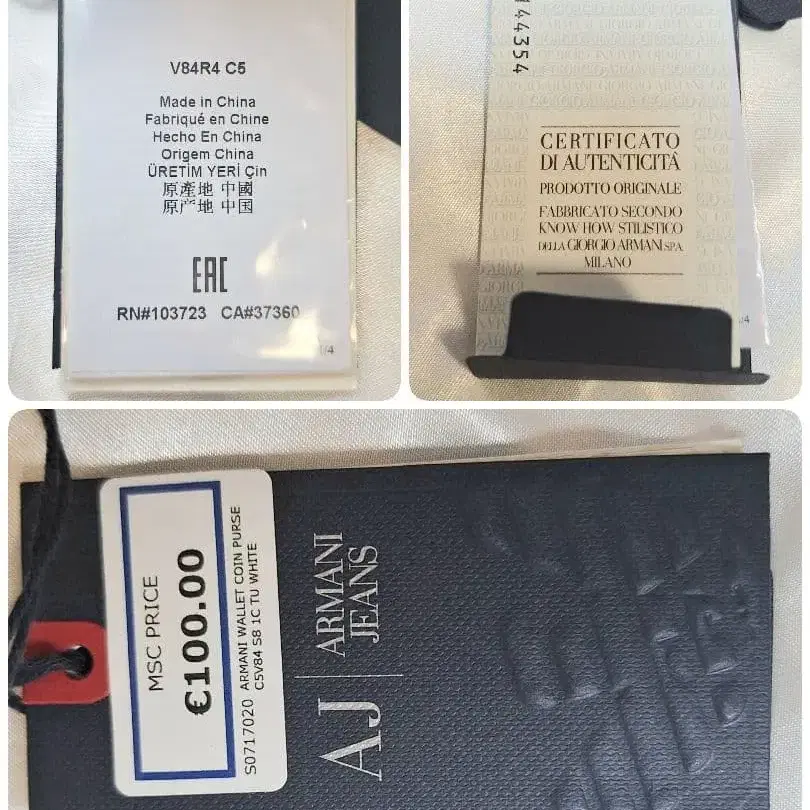 V84R4 C5
Made in China
Fabriqué en Chine
Hecho En China
Origem China
ÜRETİM YERİ Çin
原產地 中國
原产地 中国
EAC
RN#103723 CA#37360
1/4
44354
CERTIFICATO
DI AUTENTICITÁ
PRODOTTO ORIGINALE
FABBRICATO SECONDO
KNOW HOW STILISTICO
DELLA GIORGIO ARMANI S.P.A.
MILANO
MSC PRICE
€100.00
S0717020 ARMANI WALLET COIN PURSE
C5V84 S8 1C TU WHITE
AJ ARMANI
JEANS